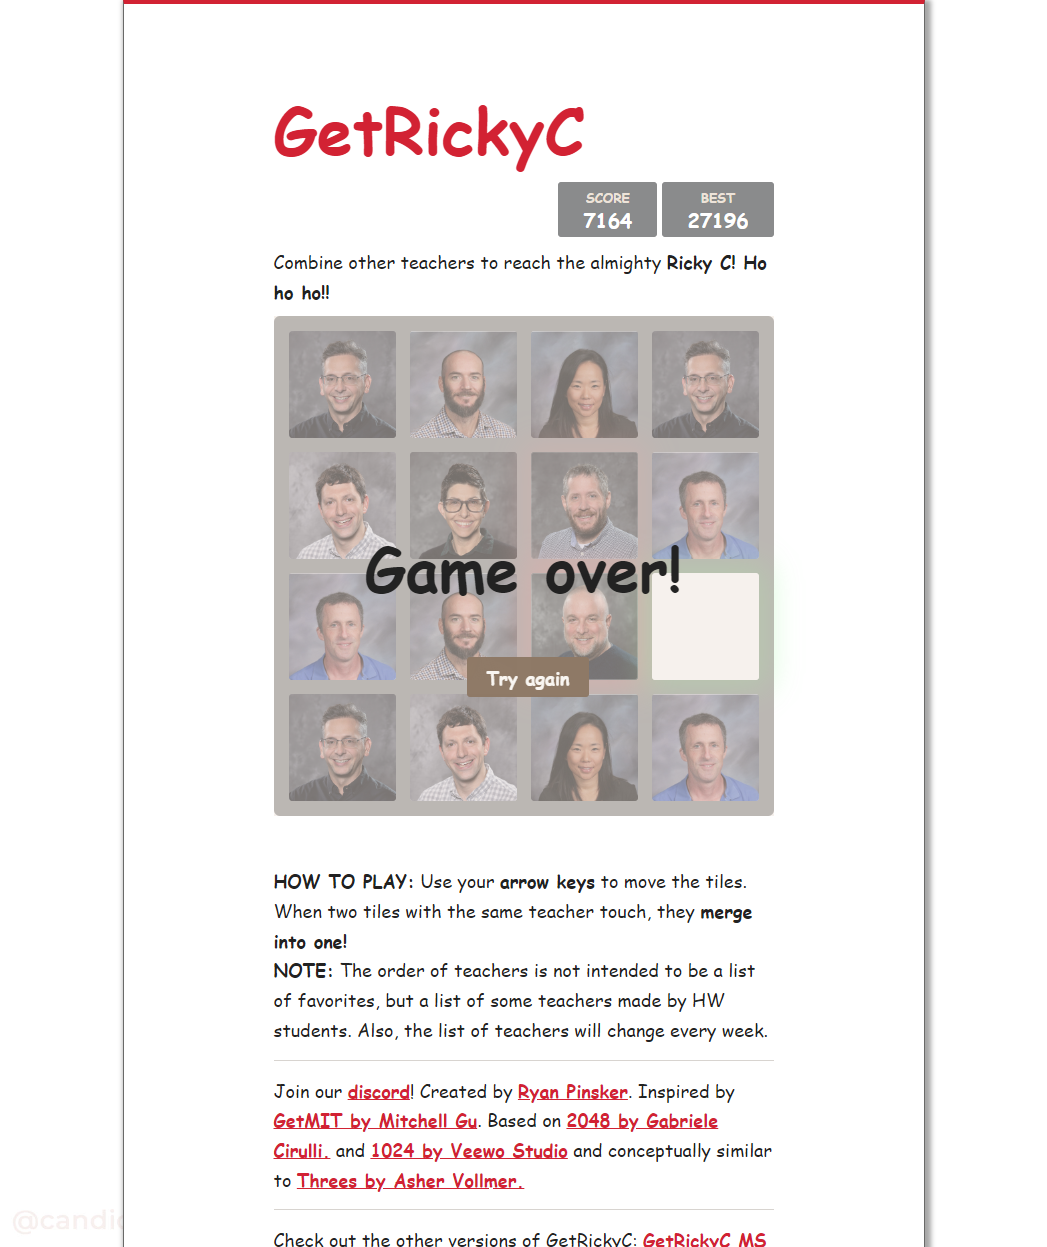 GetRickyC
SCORE
7164
BEST
27196
Combine other teachers to reach the almighty Ricky C! Ho
ho ho!!
Game over!
Try again
HOW TO PLAY: Use your arrow keys to move the tiles.
When two tiles with the same teacher touch, they merge
into one!
NOTE: The order of teachers is not intended to be a list
of favorites, but a list of some teachers made by HW
students. Also, the list of teachers will change every week.
Join our discord! Created by Ryan Pinsker. Inspired by
GetMIT by Mitchell Gu. Based on 2048 by Gabriele
Cirulli. and 1024 by Veewo Studio and conceptually similar
to Threes by Asher Vollmer.
@candid
Check out the other versions of GetRickyC: GetRickyC MS